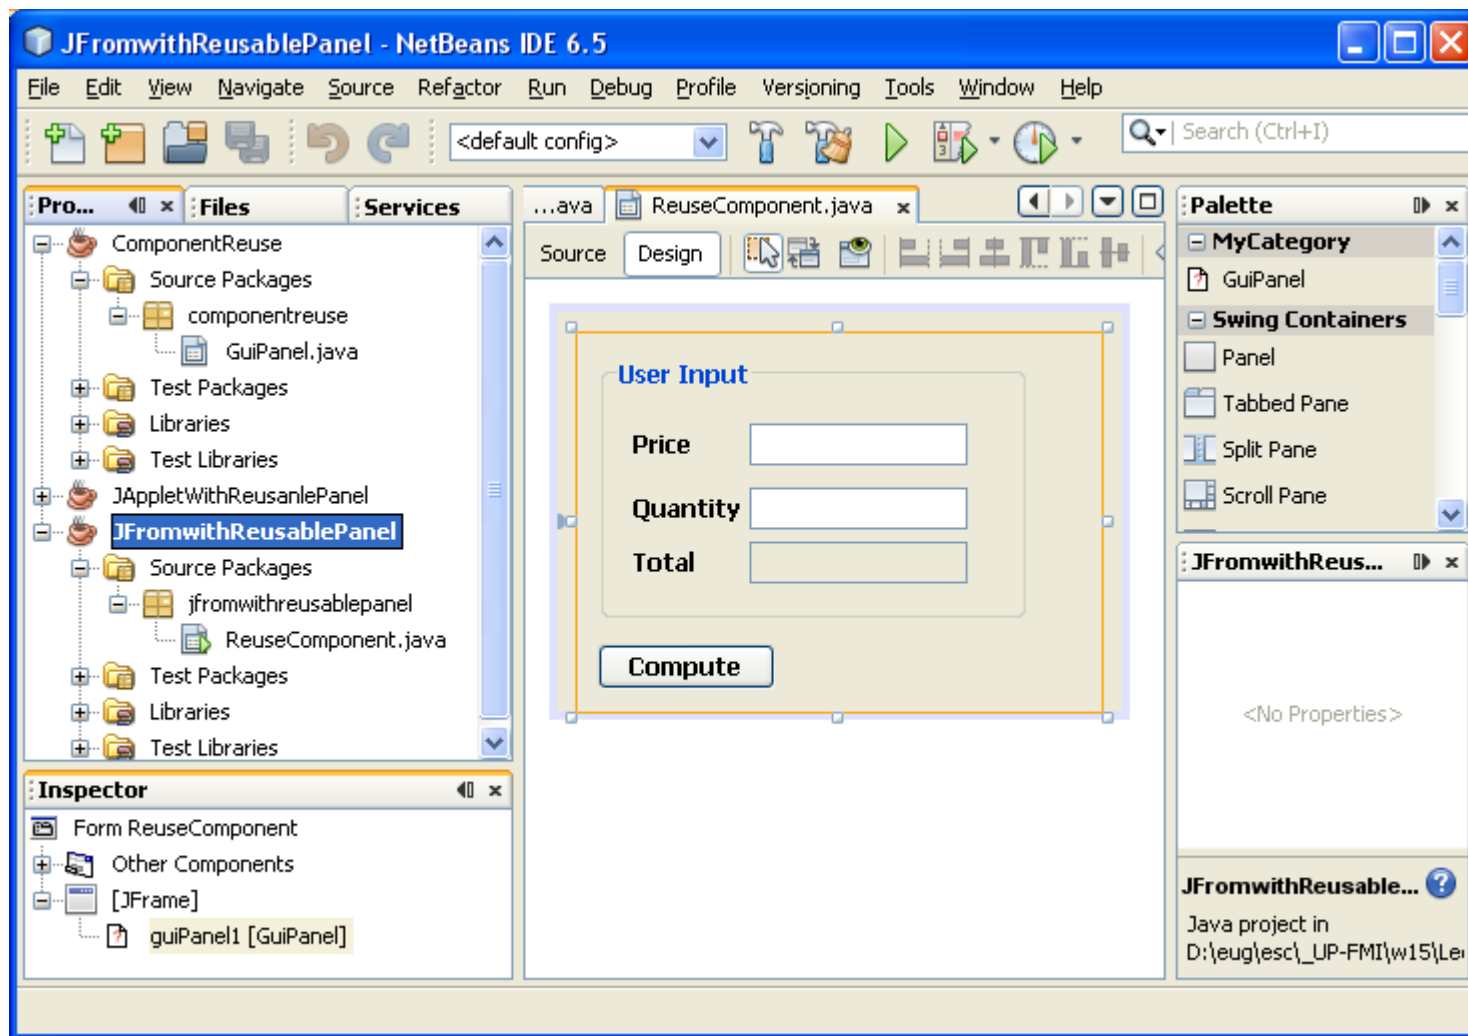 JFromwithReusablePanel - NetBeans IDE 6.5
File Edit View Navigate Source Refactor Run Debug Profile Versioning Tools Window Help
<default config>
Search (Ctrl+I)
Pro...
Files
Services
ComponentReuse
Source Packages
componentreuse
GuiPanel.java
Test Packages
Libraries
Test Libraries
JAppletWithReusanlePanel
JFromwithReusablePanel
Source Packages
jfromwithreusablepanel
ReuseComponent.java
Test Packages
Libraries
Test Libraries
Inspector
Form ReuseComponent
Other Components
[JFrame]
guiPanel1 [GuiPanel]
...ava
ReuseComponent.java
Source
Design
User Input
Price
Quantity
Total
Compute
Palette
MyCategory
GuiPanel
Swing Containers
Panel
Tabbed Pane
Split Pane
Scroll Pane
JFromwithReus...
<No Properties>
JFromwithReusable...
Java project in
D:\eug\esc\_UP-FMI\w15\Le